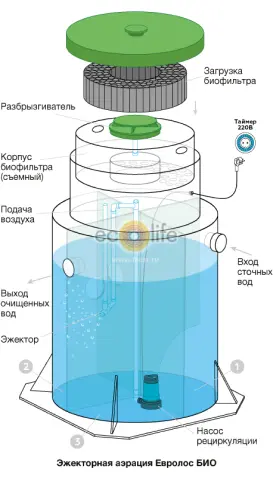 Загрузка
биофильтра
Разбрызгиватель
Таймер
220В
Корпус
биофильтра
(съемный)
Подача
воздуха
ecolife
Вход
сточных
вод
Выход
очищенных
вод
Эжектор
2
1
3
Насос
рециркуляции
Эжекторная аэрация Евролос БИО